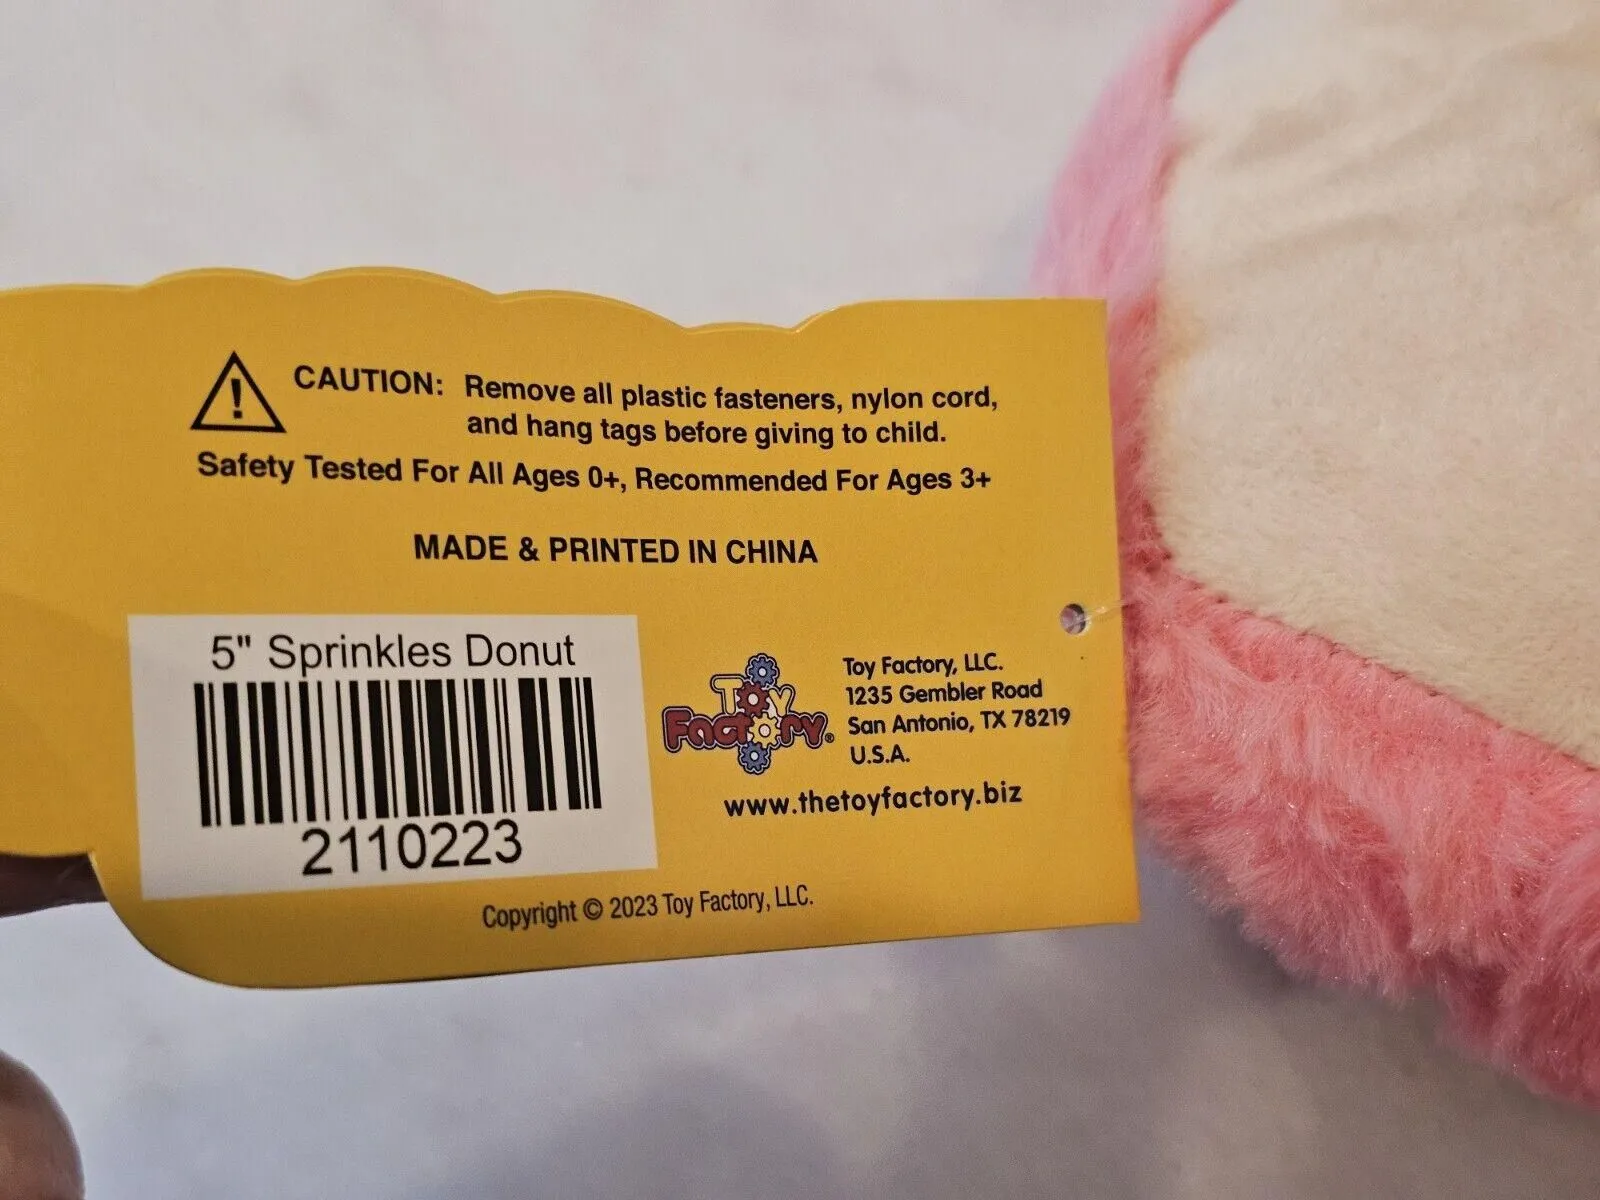 CAUTION: Remove all plastic fasteners, nylon cord,
and hang tags before giving to child.
Safety Tested For All Ages 0+, Recommended For Ages 3+
MADE & PRINTED IN CHINA
5" Sprinkles Donut
2110223
Toy Factory®
Toy Factory, LLC.
1235 Gembler Road
San Antonio, TX 78219
U.S.A.
www.thetoyfactory.biz
Copyright © 2023 Toy Factory, LLC.